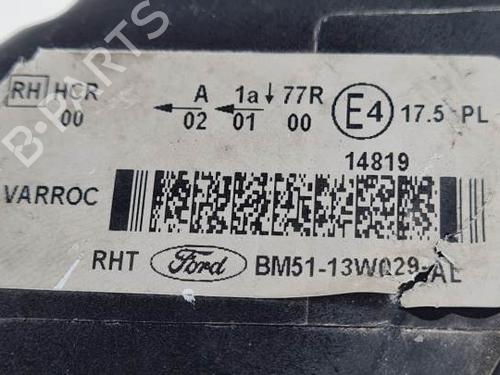 RH HCR A 1a 77R E4 17.5 PL
00 02 01 00
14819
VARROC
RHT Ford BM51-13W029-AE
B-PARTS